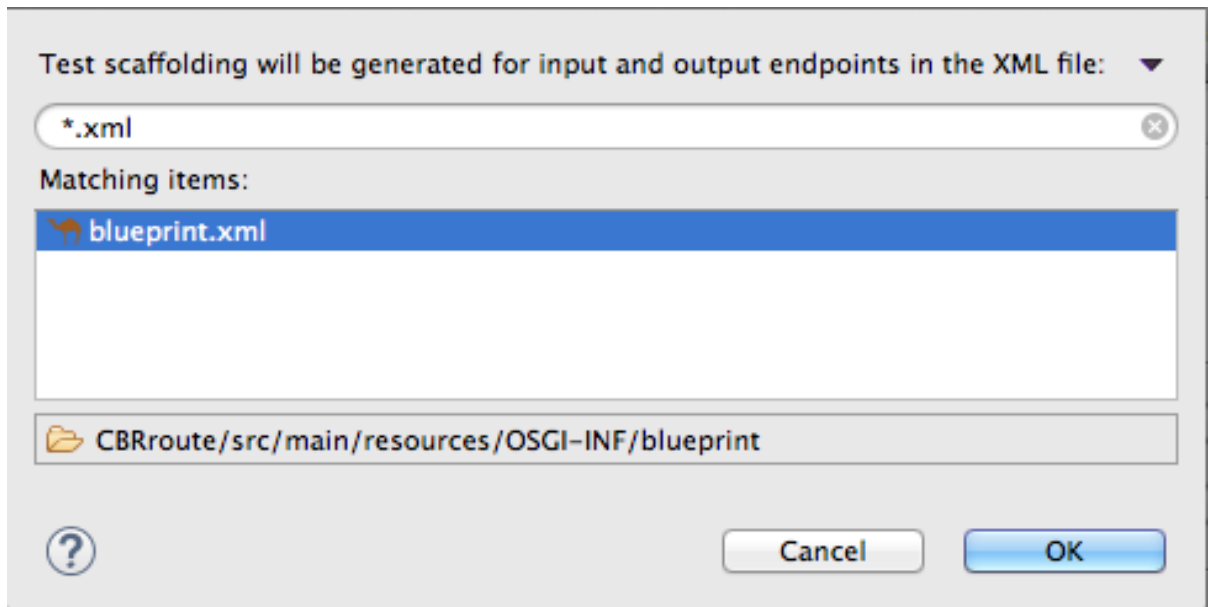 Test scaffolding will be generated for input and output endpoints in the XML file:
*.xml
Matching items:
blueprint.xml
CBRroute/src/main/resources/OSGI-INF/blueprint
?
Cancel
OK